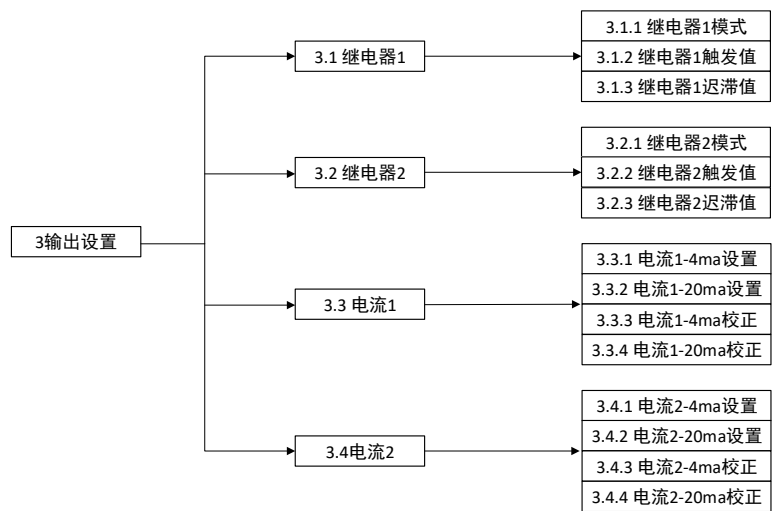 3输出设置
3.1 继电器1
3.1.1 继电器1模式
3.1.2 继电器1触发值
3.1.3 继电器1迟滞值
3.2 继电器2
3.2.1 继电器2模式
3.2.2 继电器2触发值
3.2.3 继电器2迟滞值
3.3 电流1
3.3.1 电流1-4ma设置
3.3.2 电流1-20ma设置
3.3.3 电流1-4ma校正
3.3.4 电流1-20ma校正
3.4电流2
3.4.1 电流2-4ma设置
3.4.2 电流2-20ma设置
3.4.3 电流2-4ma校正
3.4.4 电流2-20ma校正